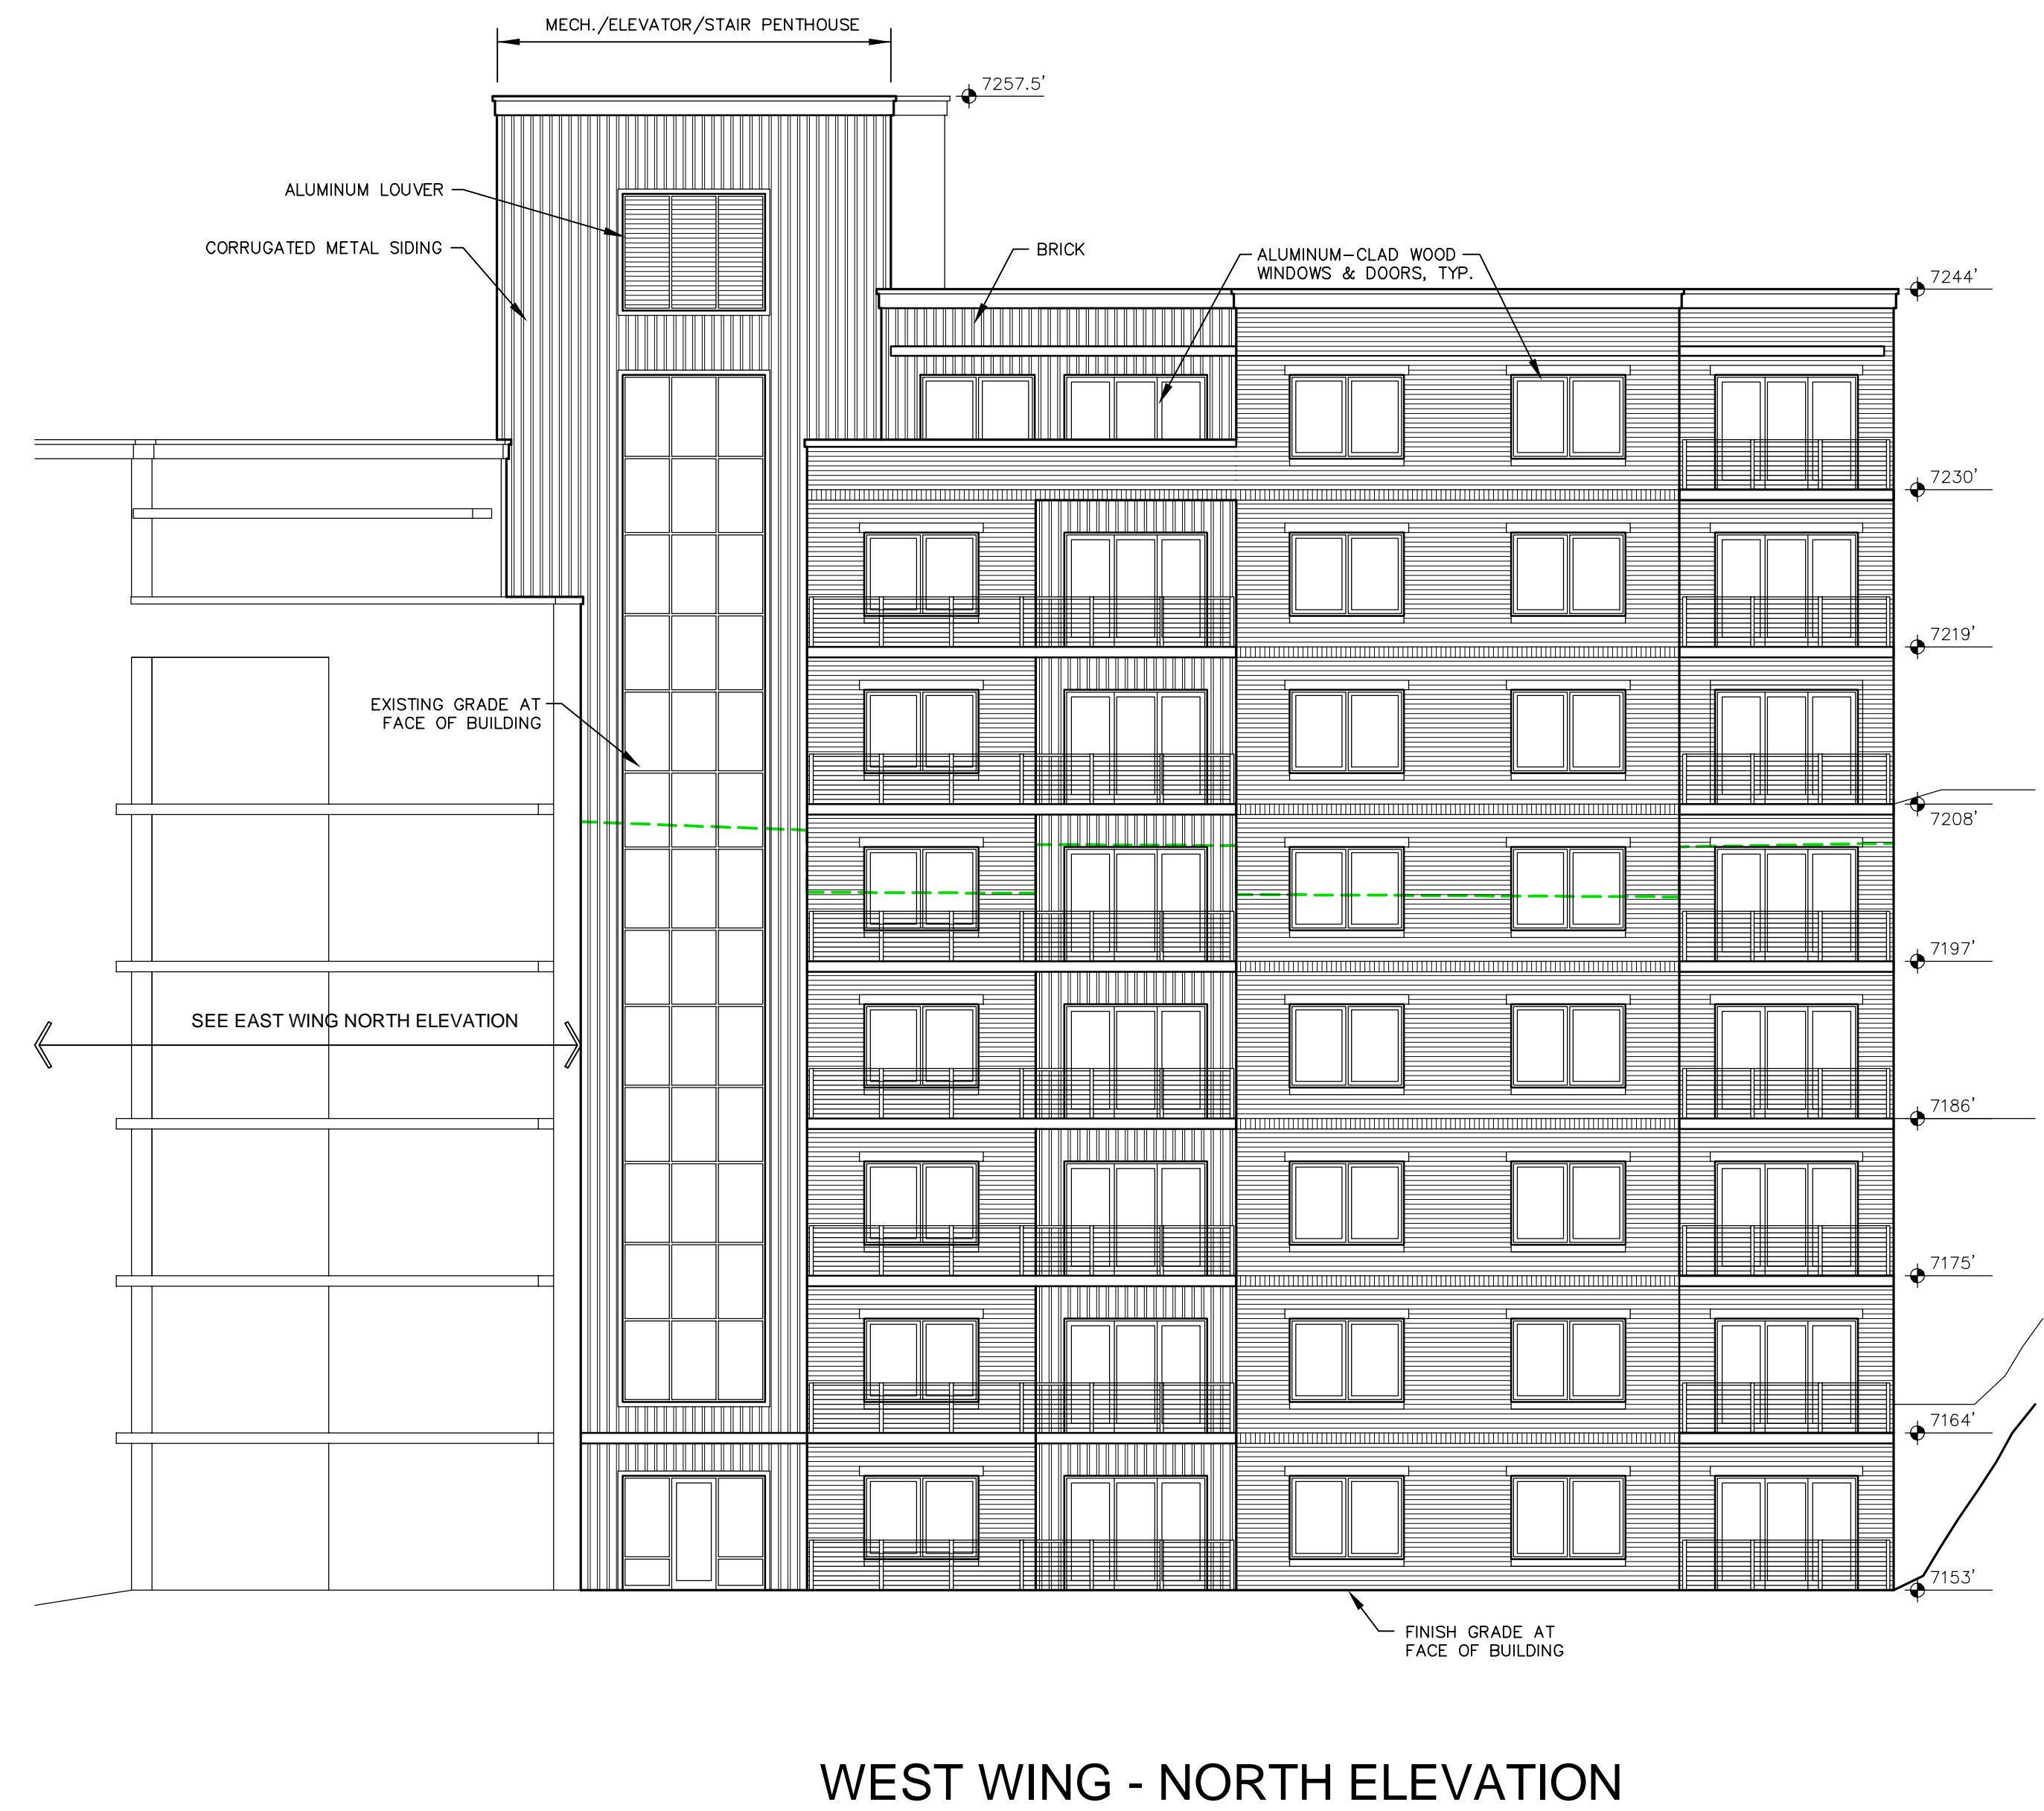 MECH./ELEVATOR/STAIR PENTHOUSE
7257.5'
ALUMINUM LOUVER
CORRUGATED METAL SIDING
BRICK
ALUMINUM-CLAD WOOD
WINDOWS & DOORS, TYP.
7244'
7230'
7219'
EXISTING GRADE AT
FACE OF BUILDING
7208'
7197'
SEE EAST WING NORTH ELEVATION
7186'
7175'
7164'
7153'
FINISH GRADE AT
FACE OF BUILDING
WEST WING - NORTH ELEVATION